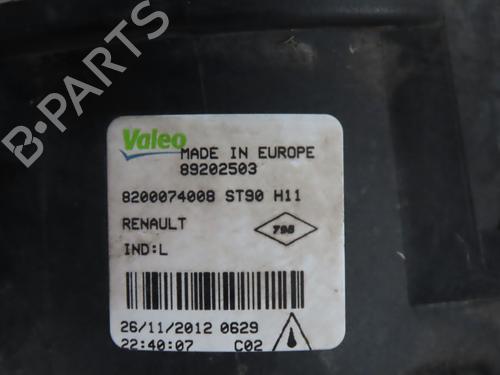 B-PARTS
Valeo
MADE IN EUROPE
89202503
8200074008 ST90 H11
RENAULT
795
IND:L
26/11/2012 0629
22:40:07 C02